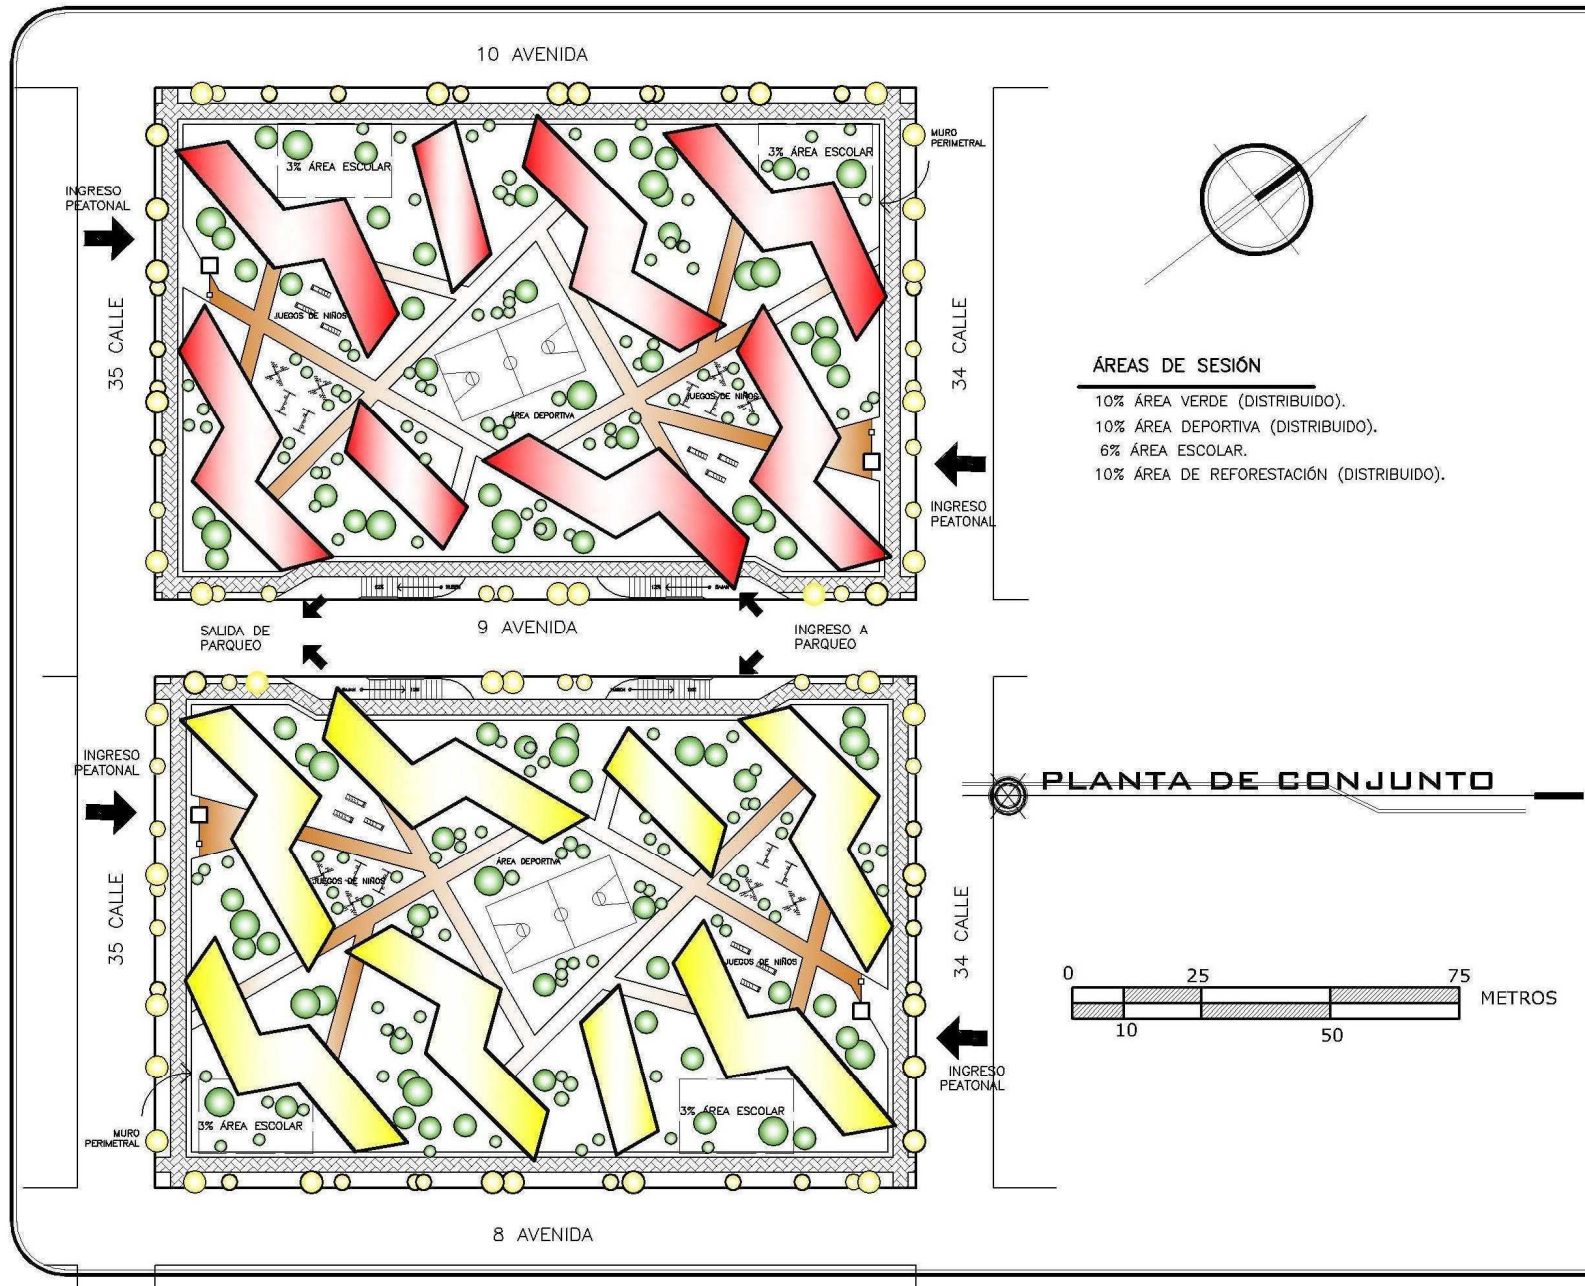 10 AVENIDA
MURO
PERIMETRAL
3% ÁREA ESCOLAR
3% ÁREA ESCOLAR
INGRESO
PEATONAL
JUEGOS DE NIÑOS
35 CALLE
34 CALLE
JUEGOS DE NIÑOS
ÁREA DEPORTIVA
INGRESO
PEATONAL
ÁREAS DE SESIÓN
10% ÁREA VERDE (DISTRIBUIDO).
10% ÁREA DEPORTIVA (DISTRIBUIDO).
6% ÁREA ESCOLAR.
10% ÁREA DE REFORESTACIÓN (DISTRIBUIDO).
SALIDA DE
PARQUEO
9 AVENIDA
INGRESO A
PARQUEO
INGRESO
PEATONAL
PLANTA DE CONJUNTO
ÁREA DEPORTIVA
JUEGOS DE NIÑOS
35 CALLE
34 CALLE
JUEGOS DE NIÑOS
0 25 75
METROS
10 50
INGRESO
PEATONAL
3% ÁREA ESCOLAR
3% ÁREA ESCOLAR
MURO
PERIMETRAL
8 AVENIDA